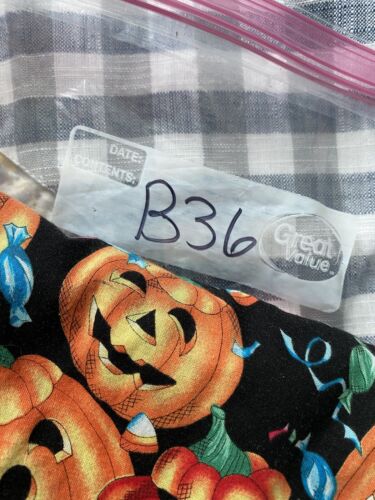 DATE:
CONTENTS:
B36
Great
Value